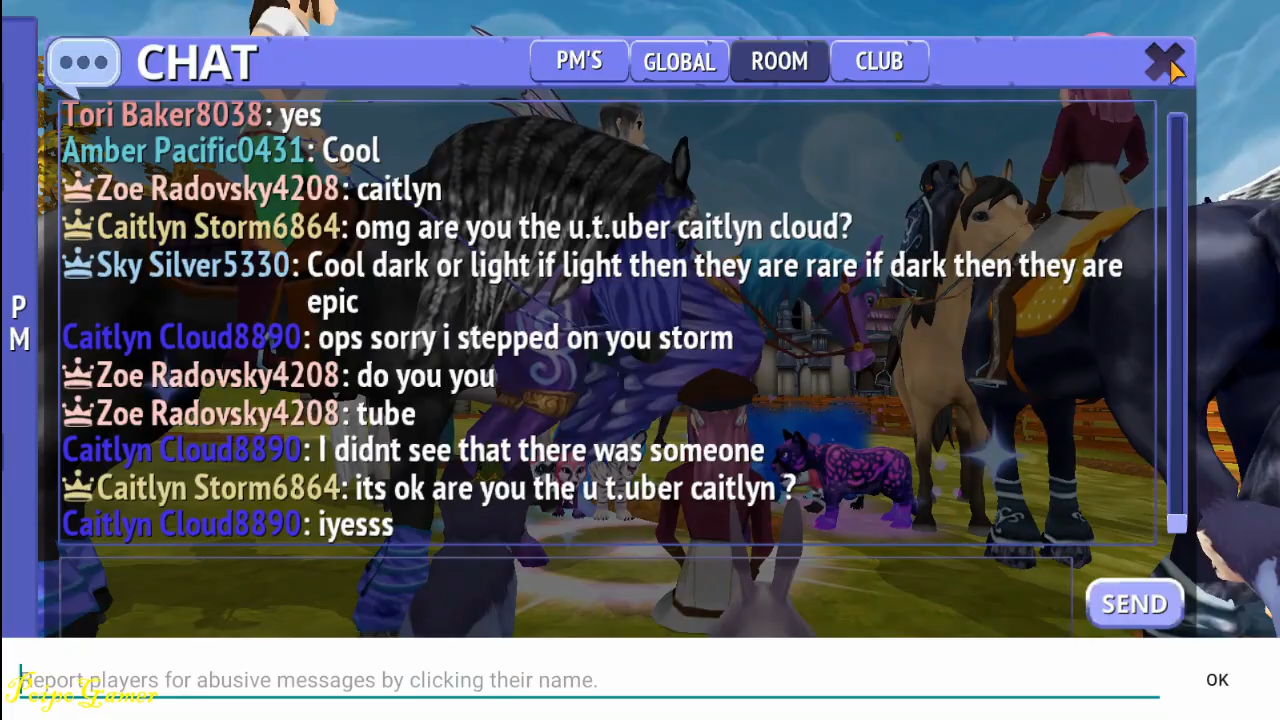 CHAT
PM'S
GLOBAL
ROOM
CLUB
Tori Baker8038: yes
Amber Pacific0431: Cool
Zoe Radovsky4208: caitlyn
Caitlyn Storm6864: omg are you the u.t.uber caitlyn cloud?
Sky Silver5330: Cool dark or light if light then they are rare if dark then they are
epic
Caitlyn Cloud8890: ops sorry i stepped on you storm
Zoe Radovsky4208: do you you
Zoe Radovsky4208: tube
Caitlyn Cloud8890: I didnt see that there was someone
Caitlyn Storm6864: its ok are you the u t.uber caitlyn ?
Caitlyn Cloud8890: iyesss
P
M
SEND
Report players for abusive messages by clicking their name.
OK
FeipeGamer